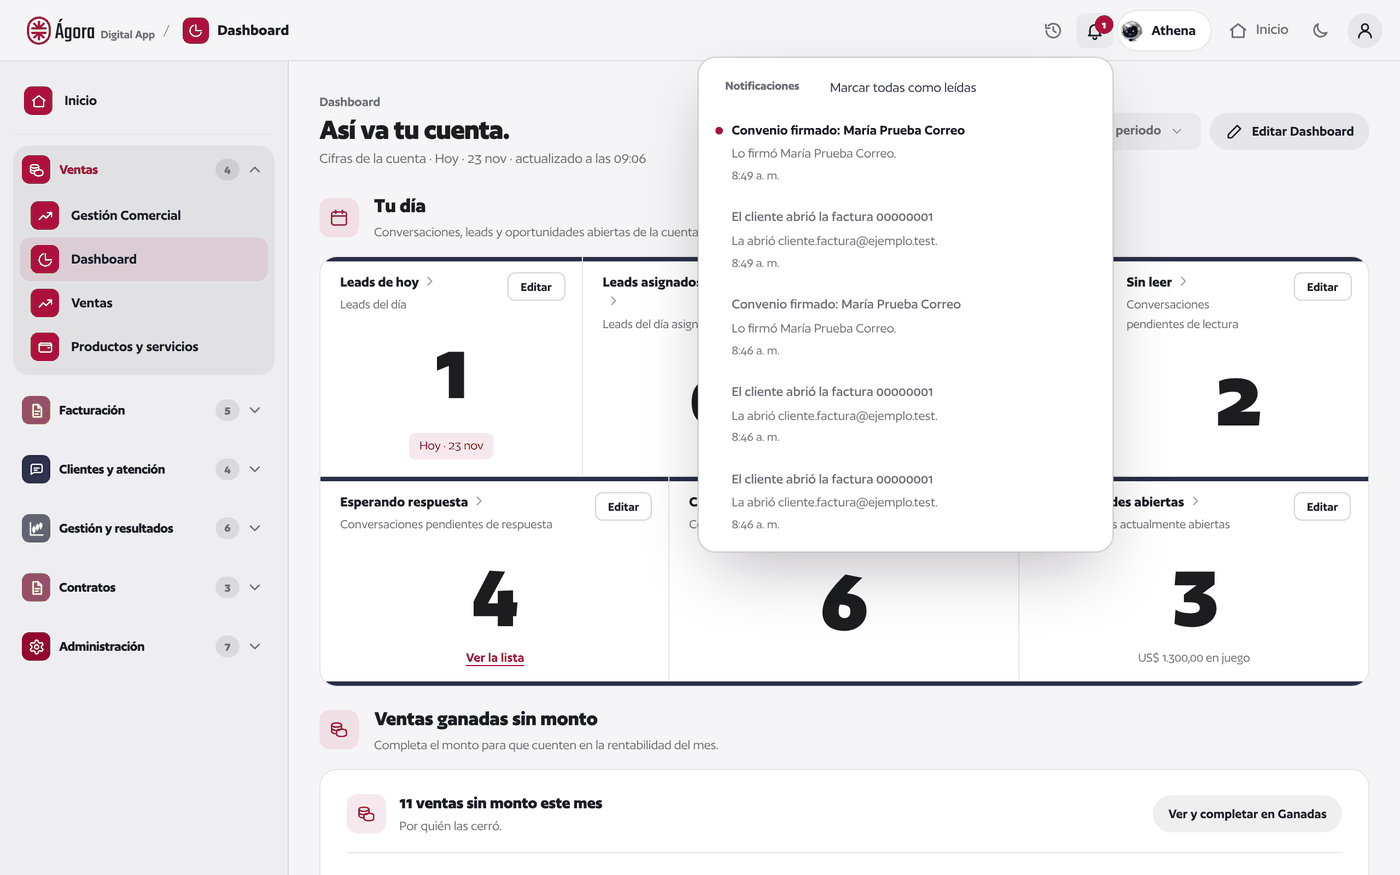 Ágora Digital App / Dashboard
1
Athena
Inicio
Inicio
Ventas 4
Gestión Comercial
Dashboard
Ventas
Productos y servicios
Facturación 5
Clientes y atención 4
Gestión y resultados 6
Contratos 3
Administración 7
Dashboard
Así va tu cuenta.
Cifras de la cuenta · Hoy · 23 nov · actualizado a las 09:06
periodo
Editar Dashboard
Notificaciones
Marcar todas como leídas
Convenio firmado: María Prueba Correo
Lo firmó María Prueba Correo.
8:49 a. m.
El cliente abrió la factura 00000001
La abrió cliente.factura@ejemplo.test.
8:49 a. m.
Convenio firmado: María Prueba Correo
Lo firmó María Prueba Correo.
8:46 a. m.
El cliente abrió la factura 00000001
La abrió cliente.factura@ejemplo.test.
8:46 a. m.
El cliente abrió la factura 00000001
La abrió cliente.factura@ejemplo.test.
8:46 a. m.
Tu día
Conversaciones, leads y oportunidades abiertas de la cuenta
Leads de hoy
Editar
Leads del día
1
Hoy · 23 nov
Leads asignados
Leads del día
Sin leer
Editar
Conversaciones
pendientes de lectura
2
Esperando respuesta
Editar
Conversaciones pendientes de respuesta
4
Ver la lista
6
abiertas
Editar
actualmente abiertas
3
US$ 1.300,00 en juego
Ventas ganadas sin monto
Completa el monto para que cuenten en la rentabilidad del mes.
11 ventas sin monto este mes
Por quién las cerró.
Ver y completar en Ganadas